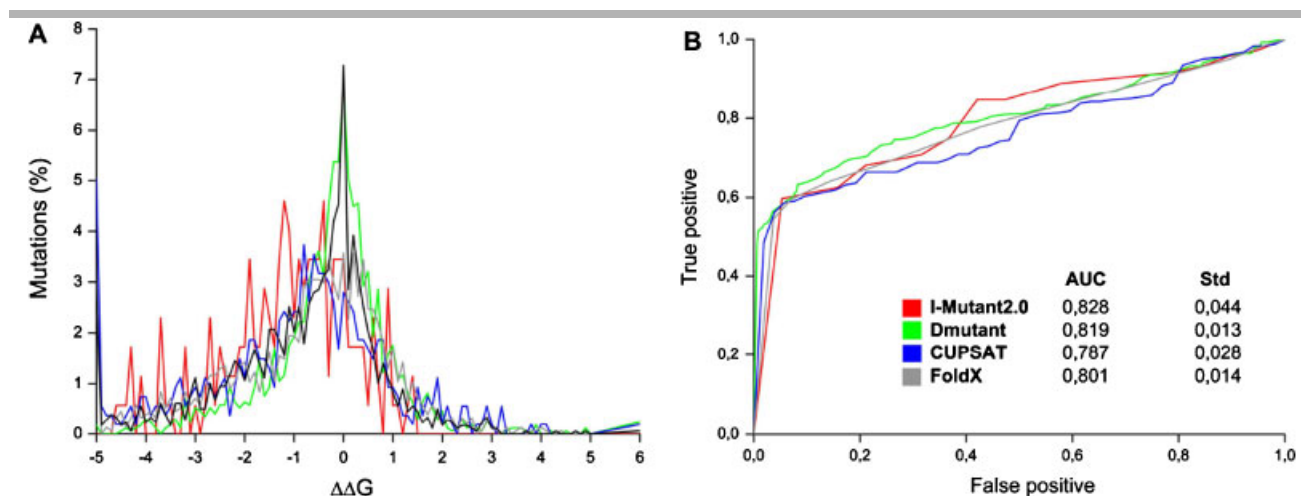 A
8
7
6
5
4
3
2
1
0
Mutations (%)
-5 -4 -3 -2 -1 0 1 2 3 4 5 6
ΔΔG
B
1,0
0,8
0,6
0,4
0,2
0,0
True positive
AUC Std
I-Mutant2.0 0,828 0,044
Dmutant 0,819 0,013
CUPSAT 0,787 0,028
FoldX 0,801 0,014
0,0 0,2 0,4 0,6 0,8 1,0
False positive